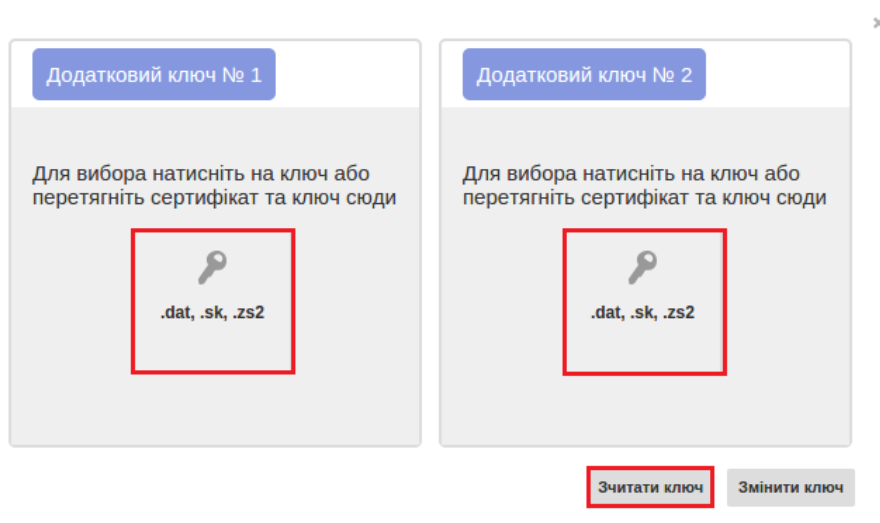 Додатковий ключ № 1
Для вибора натисніть на ключ або
перетягніть сертифікат та ключ сюди
.dat, .sk, .zs2
Додатковий ключ № 2
Для вибора натисніть на ключ або
перетягніть сертифікат та ключ сюди
.dat, .sk, .zs2
Зчитати ключ
Змінити ключ